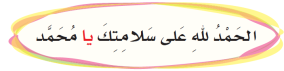 الحَمْدُ للهِ عَلى سَلامِتِكَ يا مُحَمَّد